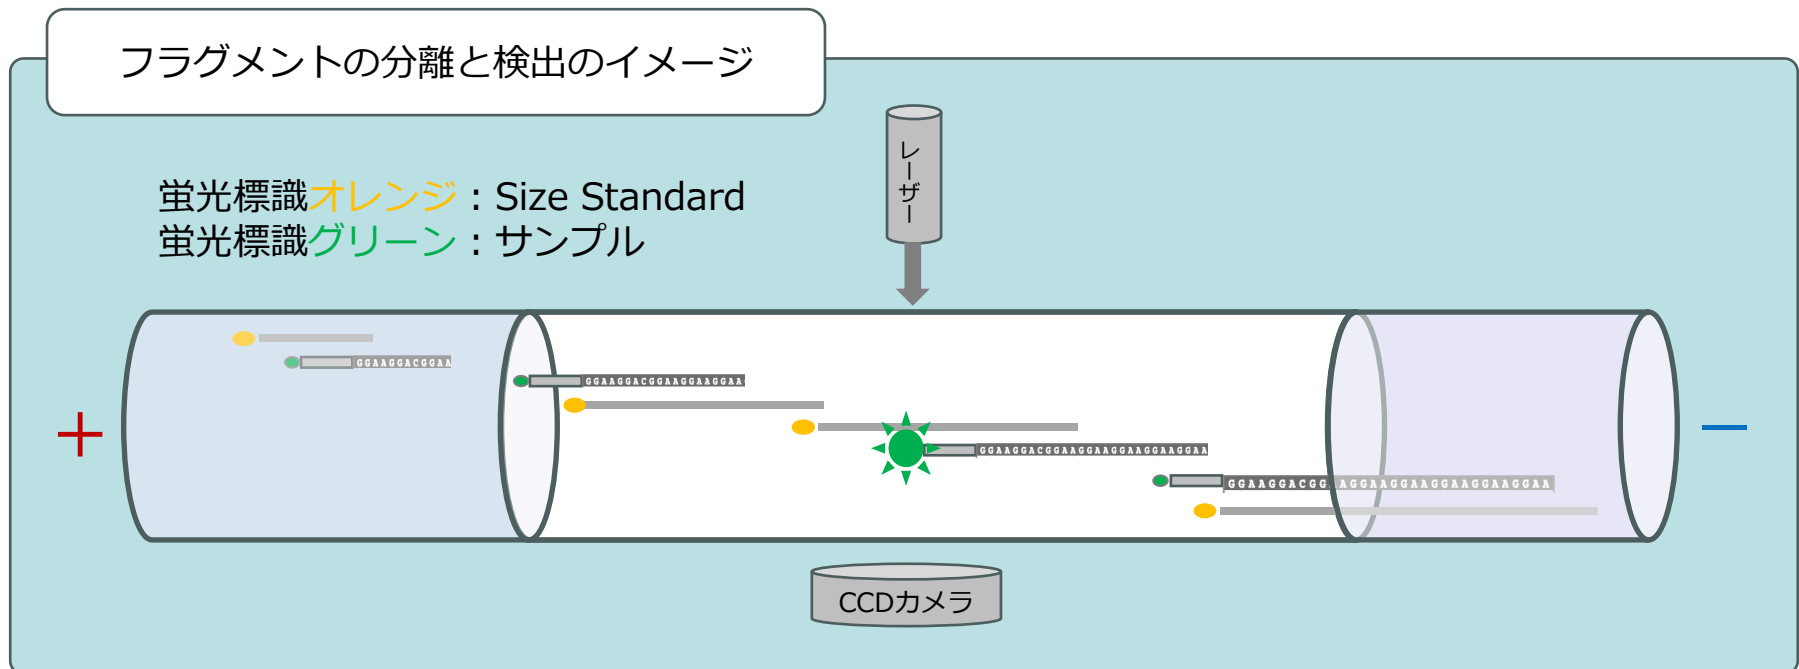 フラグメントの分離と検出のイメージ
蛍光標識オレンジ：Size Standard
蛍光標識グリーン：サンプル
レーザー
GGAAGGACGGAA
GGAAGGACGGAAGGAAGGAA
＋
GGAAGGACGGAAGGAAGGAAGGAAGGAA
－
GGAAGGACGGAAGGAAGGAAGGAAGGAAGGAA
CCDカメラ